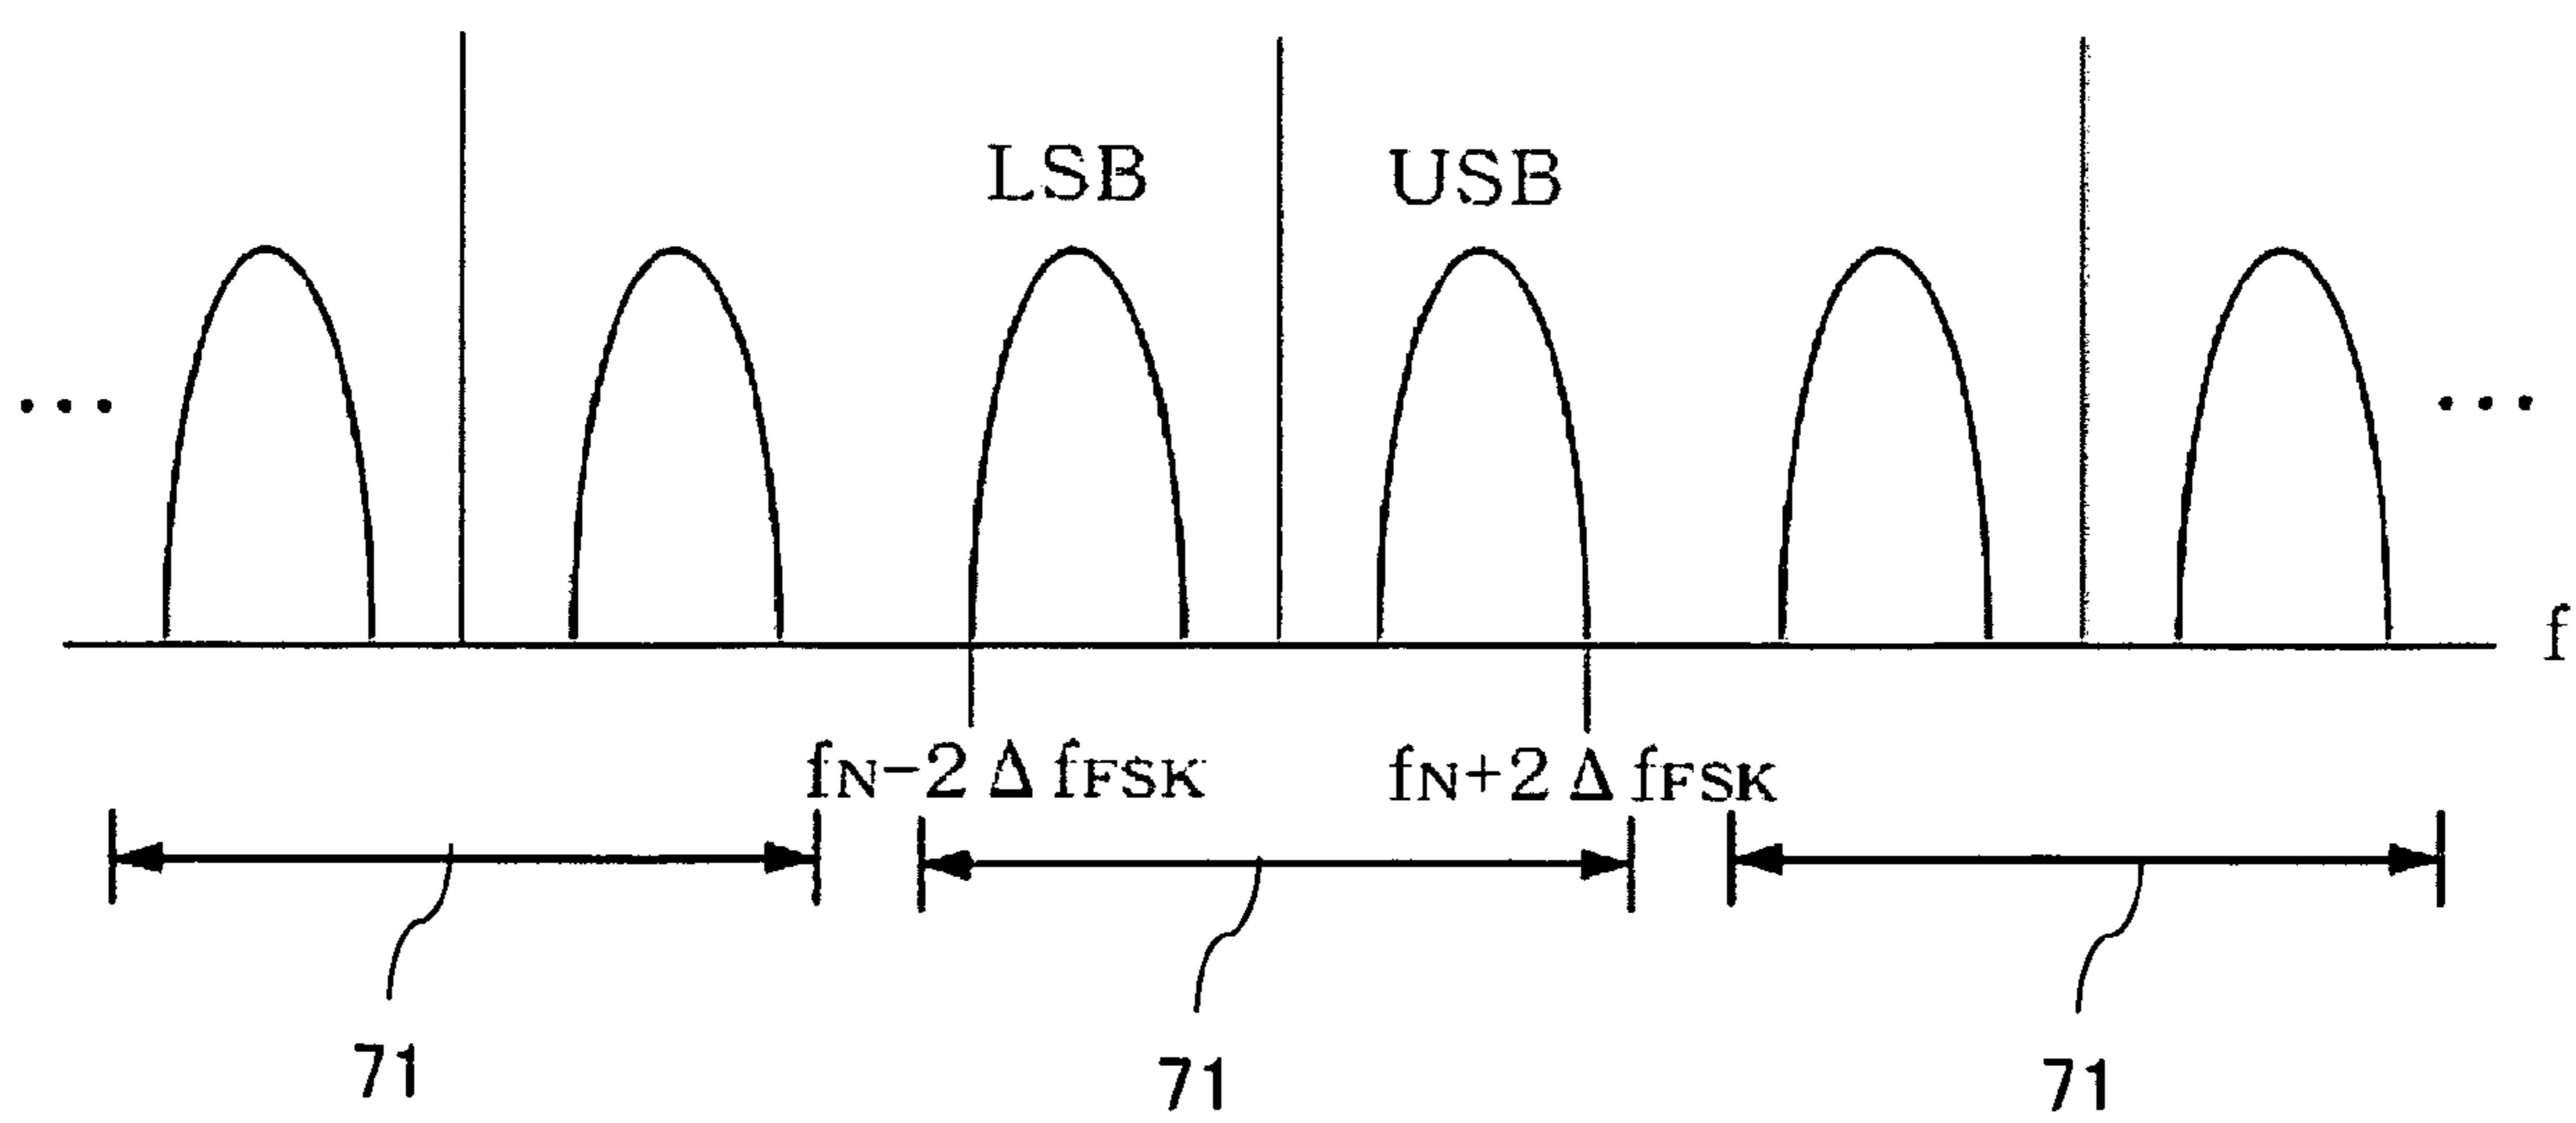 LSB USB
... ...
f
fN-2ΔfFSK fN+2ΔfFSK
71 71 71